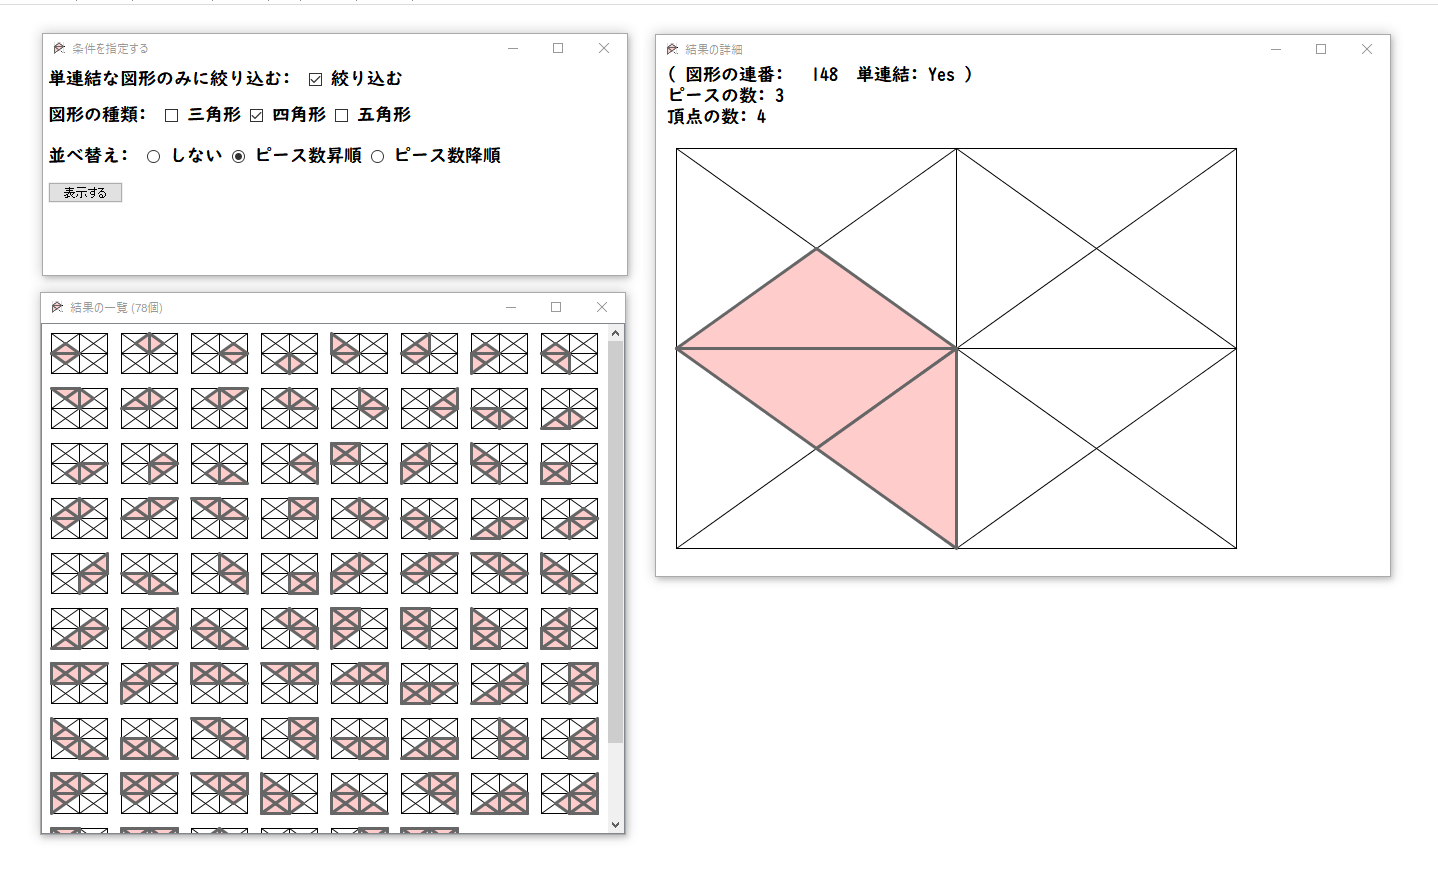 条件を指定する
単連結な図形のみに絞り込む: 絞り込む
図形の種類: 三角形 四角形 五角形
並べ替え: しない ピース数昇順 ピース数降順
表示する
結果の一覧 (78個)
結果の詳細
( 図形の連番: 148 単連結: Yes )
ピースの数: 3
頂点の数: 4